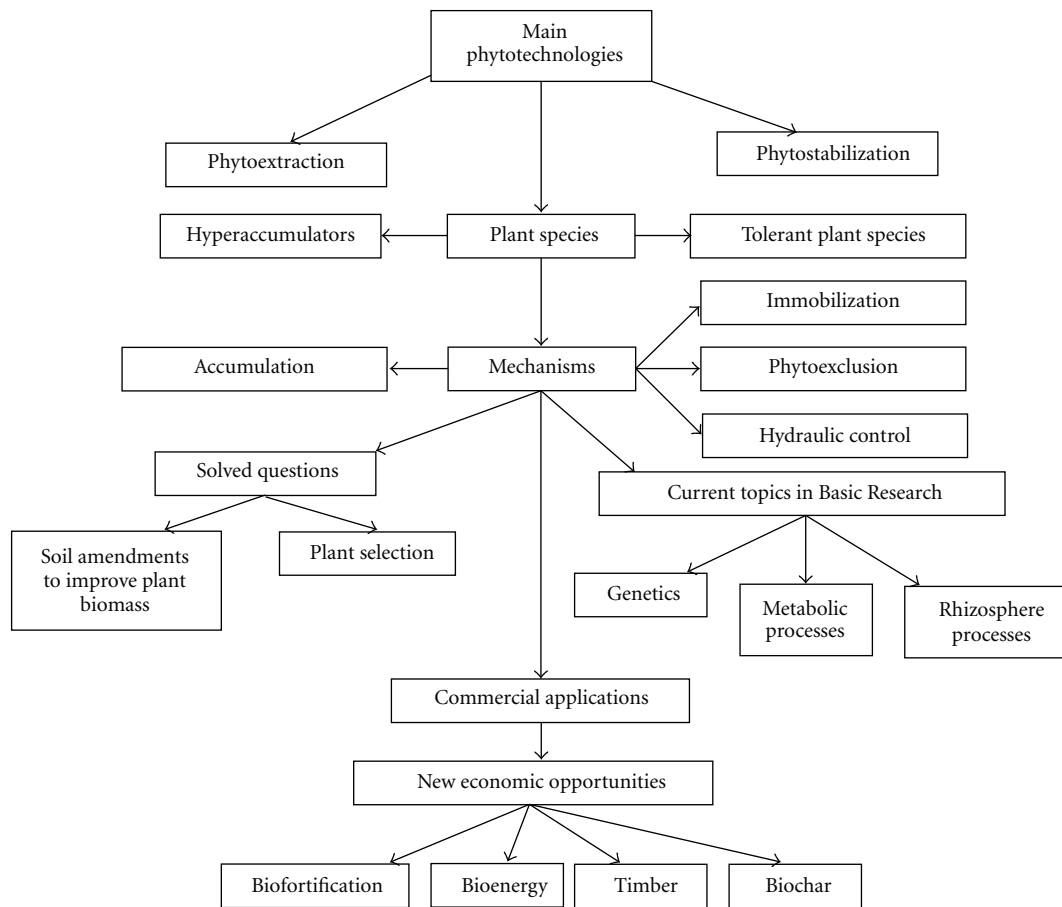 Main
phytotechnologies
Phytoextraction
Phytostabilization
Hyperaccumulators
Plant species
Tolerant plant species
Immobilization
Accumulation
Mechanisms
Phytoexclusion
Hydraulic control
Solved questions
Current topics in Basic Research
Soil amendments
to improve plant
biomass
Plant selection
Genetics
Metabolic
processes
Rhizosphere
processes
Commercial applications
New economic opportunities
Biofortification
Bioenergy
Timber
Biochar